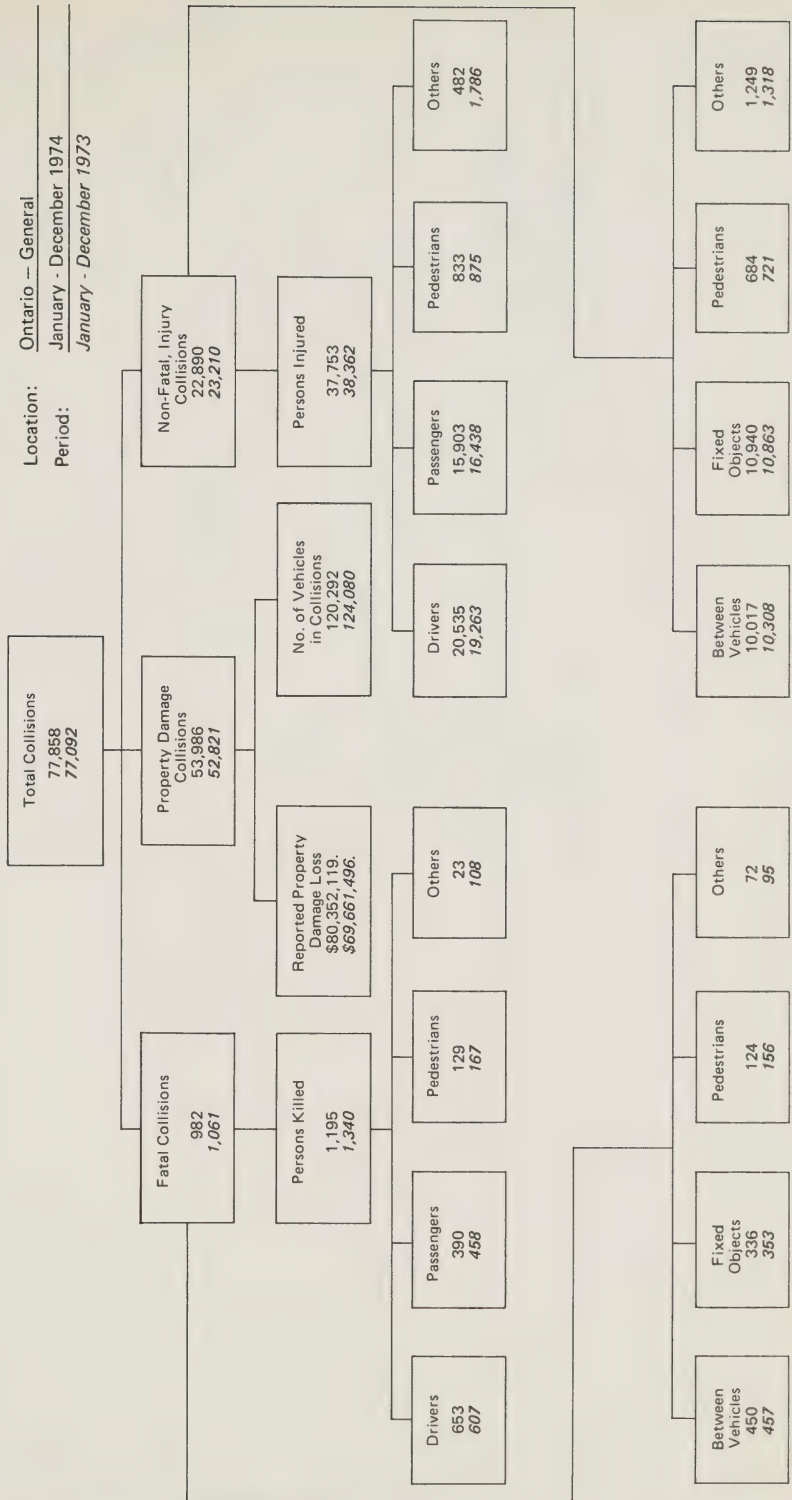 Location: Ontario — General
Period: January - December 1974
January - December 1973
Total Collisions
77,858
77,092
Fatal Collisions
982
1,061
Property Damage
Collisions
53,986
52,821
Non-Fatal, Injury
Collisions
22,890
23,210
Persons Killed
1,195
1,340
Reported Property
Damage Loss
$80,352,119.
$69,661,496.
No. of Vehicles
in Collisions
120,292
124,080
Persons Injured
37,753
38,362
Drivers
653
607
Passengers
390
458
Pedestrians
129
167
Others
23
108
Drivers
20,535
19,263
Passengers
15,903
16,438
Pedestrians
833
875
Others
482
1,786
Between
Vehicles
450
457
Fixed
Objects
336
353
Pedestrians
124
156
Others
72
95
Between
Vehicles
10,017
10,308
Fixed
Objects
10,940
10,863
Pedestrians
684
721
Others
1,249
1,318